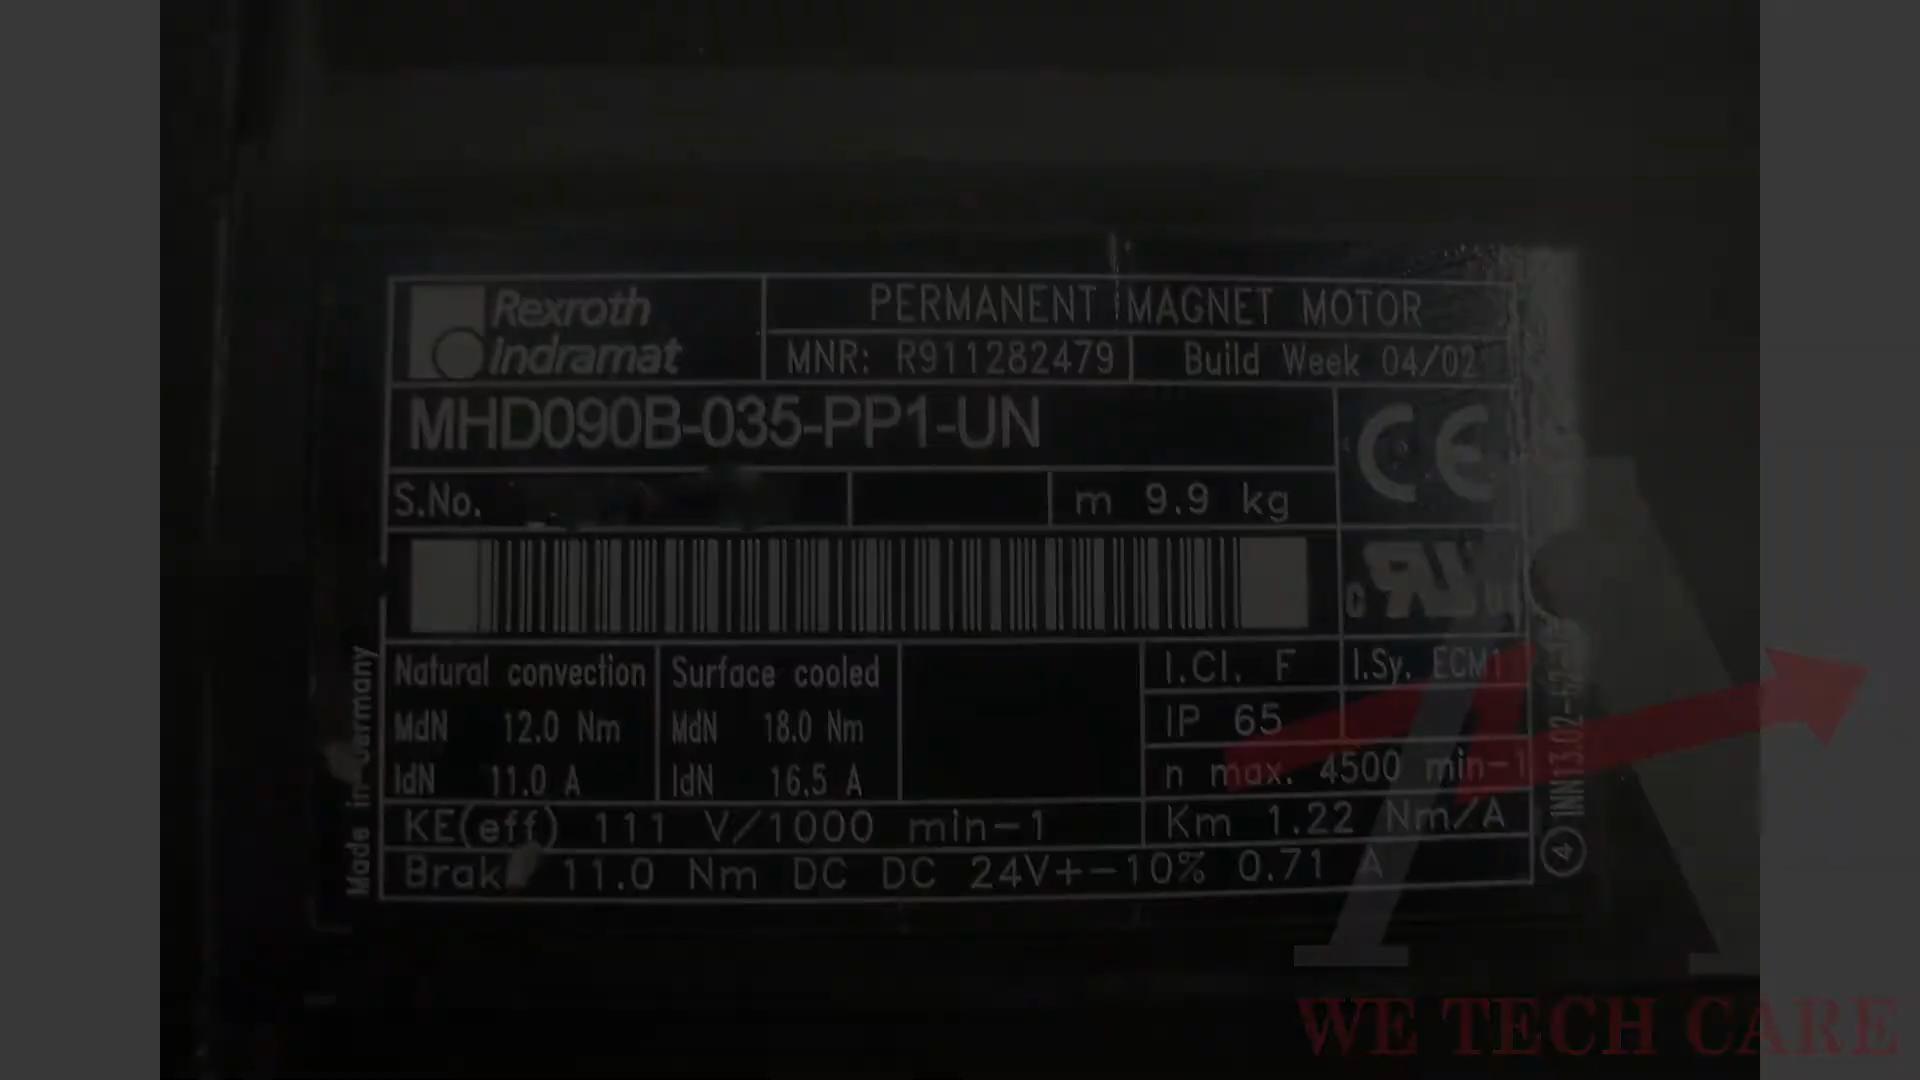 Rexroth
Indramat
PERMANENT MAGNET MOTOR
MNR: R911282479
Build Week 04/02
MHD090B-035-PP1-UN
S.No.
m 9.9 kg
CE
Natural convection
MdN 12.0 Nm
IdN 11.0 A
Surface cooled
MdN 18.0 Nm
IdN 16.5 A
I.Cl. F
I.Sy. ECM1
IP 65
n max. 4500 min-1
KE(eff) 111 V/1000 min-1
Km 1.22 Nm/A
Brake 11.0 Nm DC DC 24V+-10% 0.71 A
Made in Germany
4
WE TECH CARE